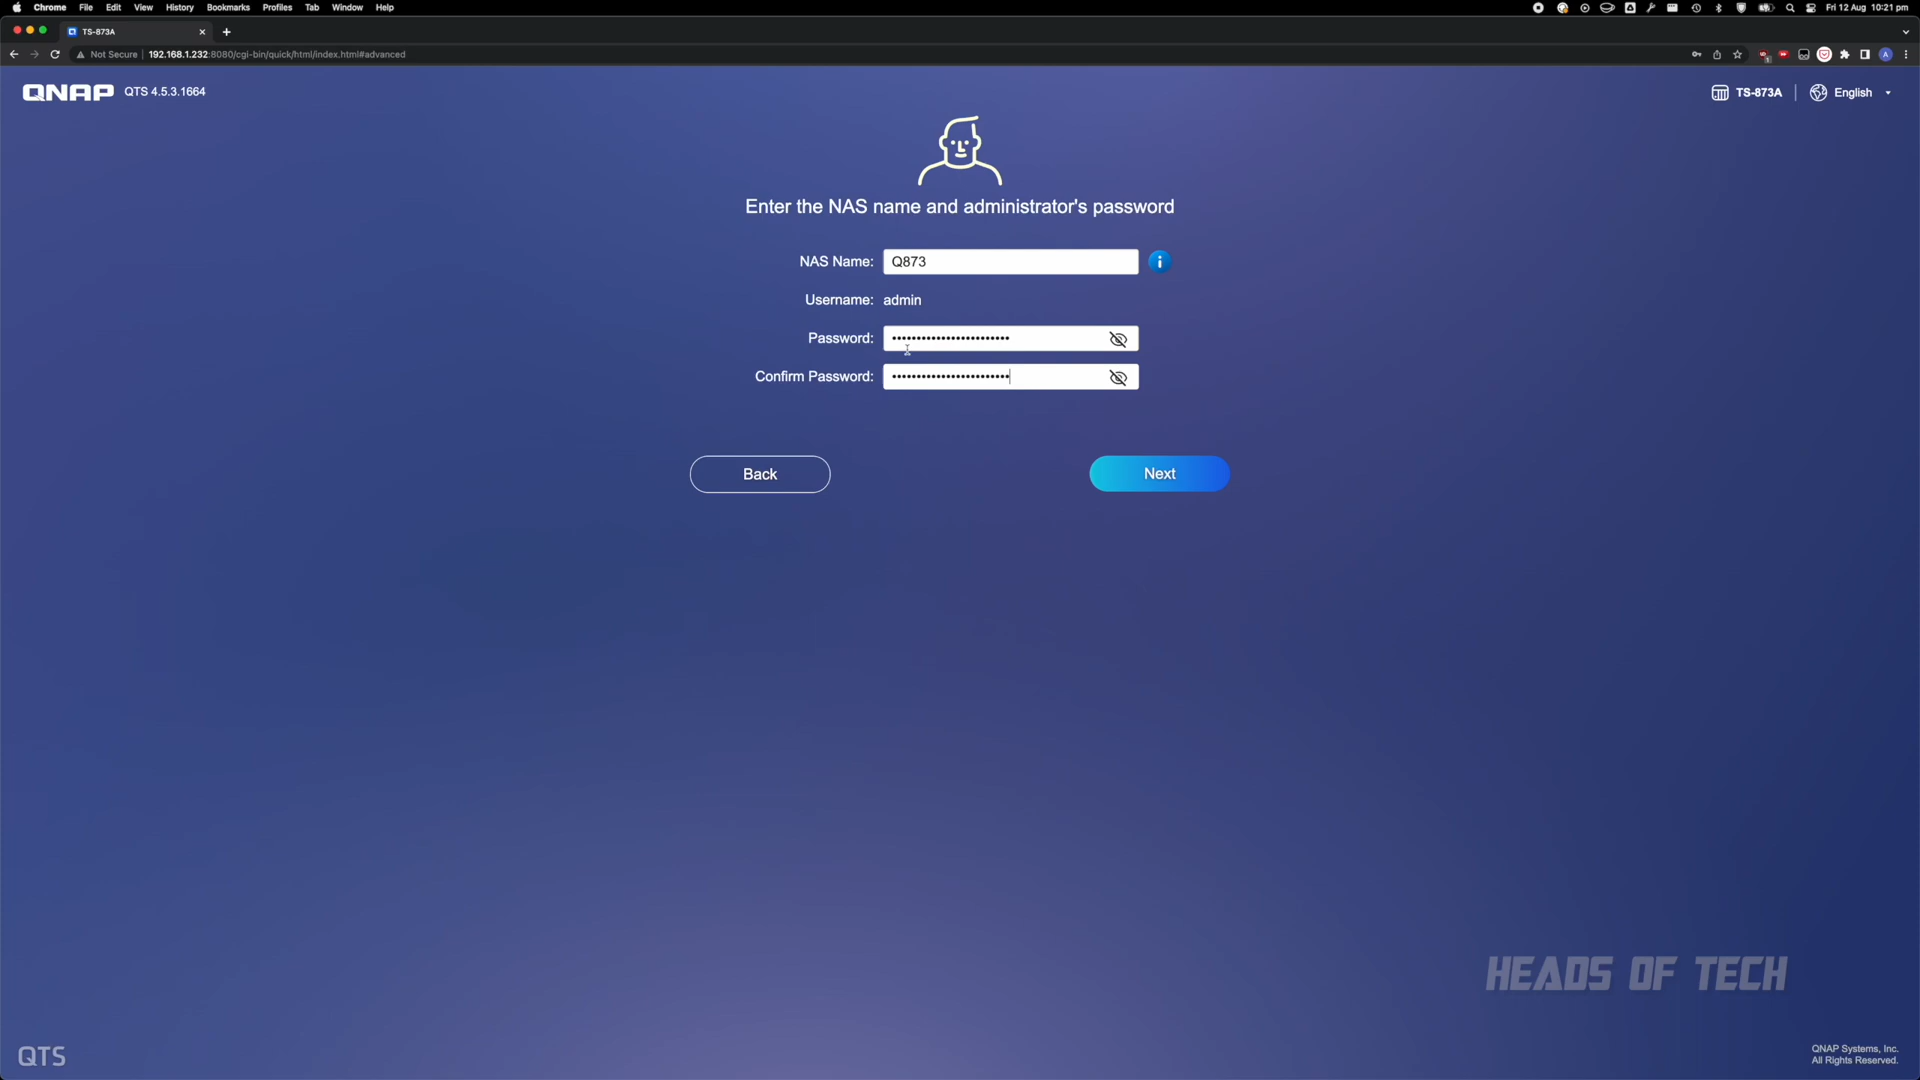 Chrome File Edit View History Bookmarks Profiles Tab Window Help
Fri 12 Aug 10:21 pm
TS-873A
Not Secure 192.168.1.232:8080/cgi-bin/quick/html/index.html#advanced
QNAP QTS 4.5.3.1664
TS-873A English
Enter the NAS name and administrator's password
NAS Name: Q873
Username: admin
Password: ••••••••••••••••••••••••
Confirm Password: ••••••••••••••••••••••••
Back Next
HEADS OF TECH
QTS
QNAP Systems, Inc.
All Rights Reserved.